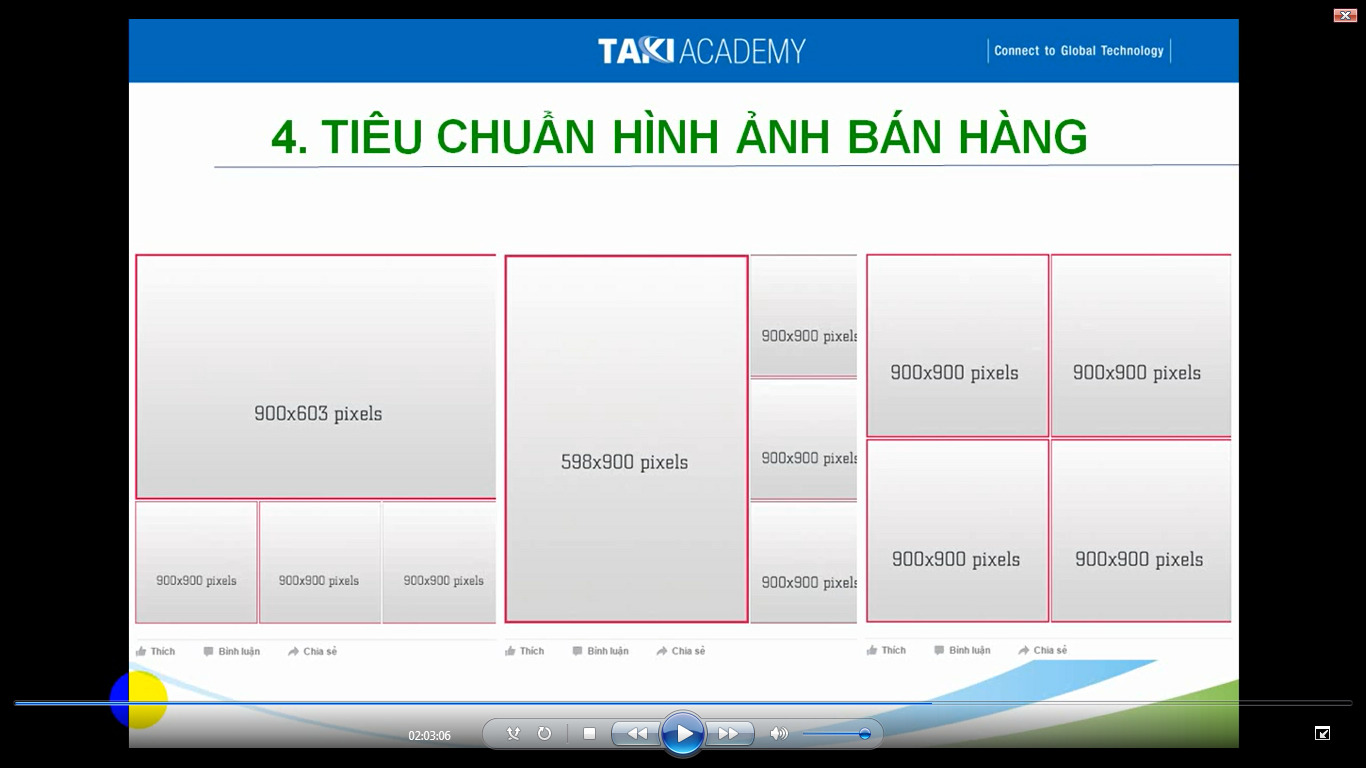 TAKI ACADEMY
Connect to Global Technology
4. TIÊU CHUẨN HÌNH ẢNH BÁN HÀNG
900x603 pixels
900x900 pixels
900x900 pixels
900x900 pixels
Thích Bình luận Chia sẻ
598x900 pixels
900x900 pixels
900x900 pixels
900x900 pixels
Thích Bình luận Chia sẻ
900x900 pixels
900x900 pixels
900x900 pixels
900x900 pixels
Thích Bình luận Chia sẻ
02:03:06